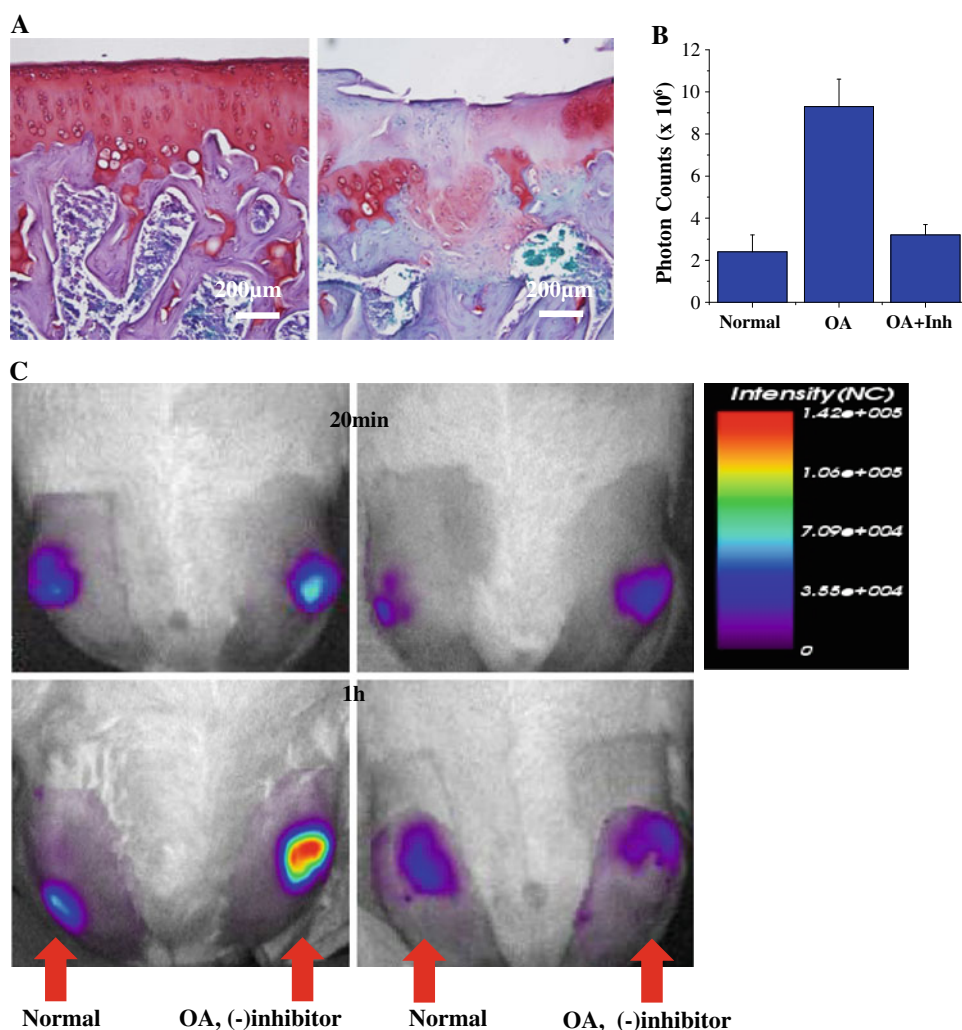 A
200µm
200µm
B
Photon Counts (x 10⁶)
12
10
8
6
4
2
0
Normal OA OA+Inh
C
20min
Intensity(NC)
1.42e+005
1.06e+005
7.09e+004
3.55e+004
0
1h
Normal OA, (-)inhibitor Normal OA, (-)inhibitor